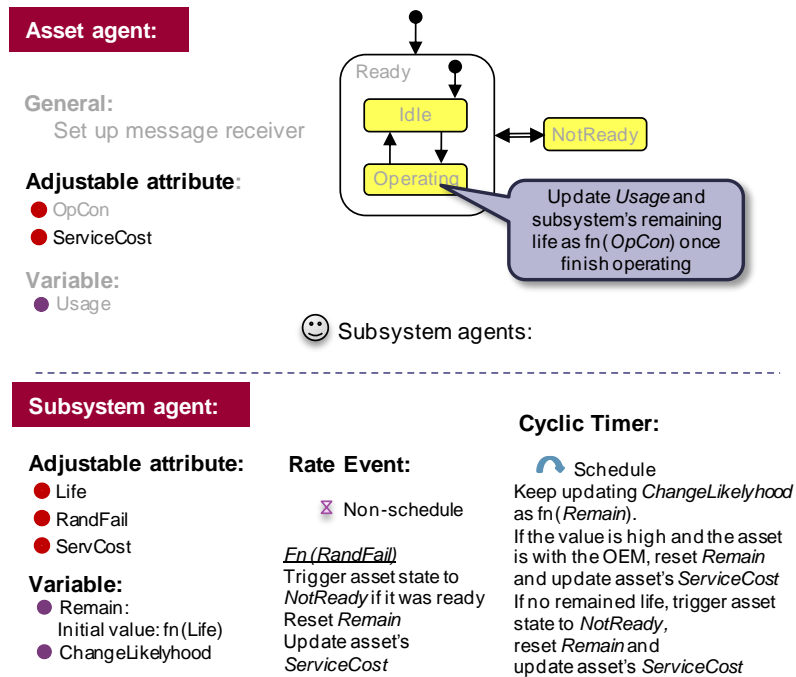 Asset agent:
Ready
Idle
NotReady
Operating
General:
Set up message receiver
Adjustable attribute:
OpCon
ServiceCost
Variable:
Usage
Update Usage and
subsystem's remaining
life as fn(OpCon) once
finish operating
Subsystem agents:
Subsystem agent:
Adjustable attribute:
Life
RandFail
ServCost
Variable:
Remain:
Initial value: fn(Life)
ChangeLikelyhood
Rate Event:
Non-schedule
Fn(RandFail)
Trigger asset state to
NotReady if it was ready
Reset Remain
Update asset's
ServiceCost
Cyclic Timer:
Schedule
Keep updating ChangeLikelyhood
as fn(Remain).
If the value is high and the asset
is with the OEM, reset Remain
and update asset's ServiceCost
If no remained life, trigger asset
state to NotReady,
reset Remain and
update asset's ServiceCost